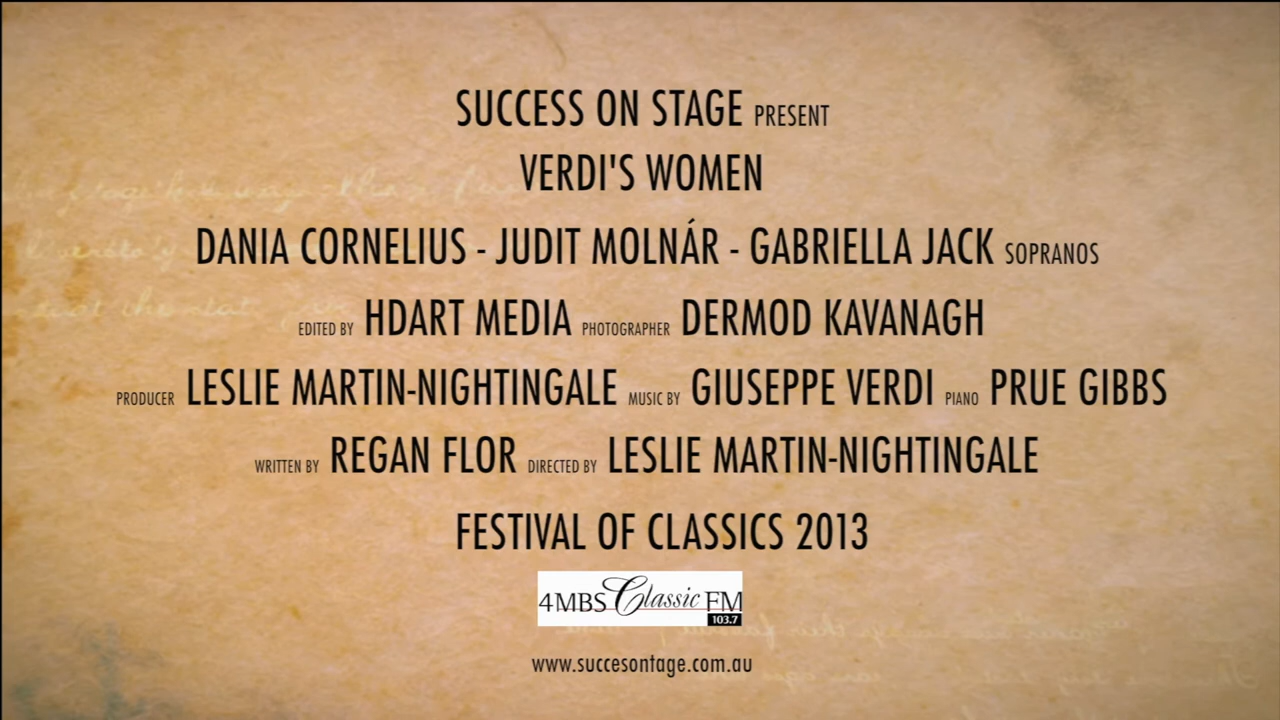 SUCCESS ON STAGE PRESENT
VERDI'S WOMEN
DANIA CORNELIUS - JUDIT MOLNÁR - GABRIELLA JACK SOPRANOS
EDITED BY HDART MEDIA PHOTOGRAPHER DERMOD KAVANAGH
PRODUCER LESLIE MARTIN-NIGHTINGALE MUSIC BY GIUSEPPE VERDI PIANO PRUE GIBBS
WRITTEN BY REGAN FLOR DIRECTED BY LESLIE MARTIN-NIGHTINGALE
FESTIVAL OF CLASSICS 2013
4MBS Classic FM
103.7
www.succesontage.com.au